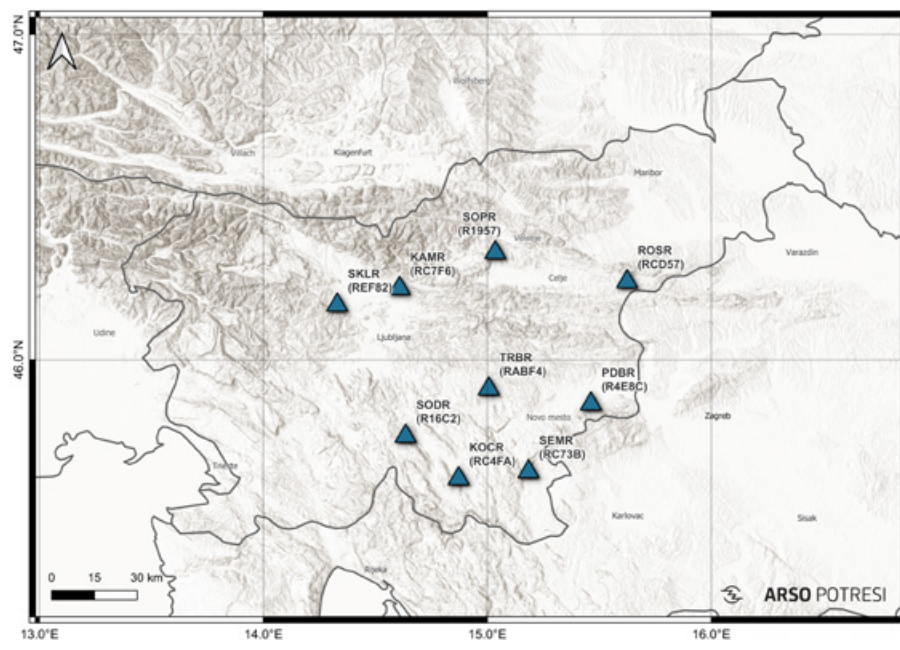 47.0°N
Wolfsberg
Villach
Klagenfurt
Maribor
SOPR
(R1957)
Velenje
KAMR
(RC7F6)
ROSR
(RCD57)
Varazdin
SKLR
(REF82)
Celje
Udine
Ljubljana
46.0°N
TRBR
(RABF4)
PDBR
(R4E8C)
SODR
(R16C2)
Novo mesto
Zagreb
KOCR
(RC4FA)
SEMR
(RC73B)
Trieste
Karlovac
Sisak
Rijeka
0 15 30 km
ARSO POTRESI
13.0°E 14.0°E 15.0°E 16.0°E